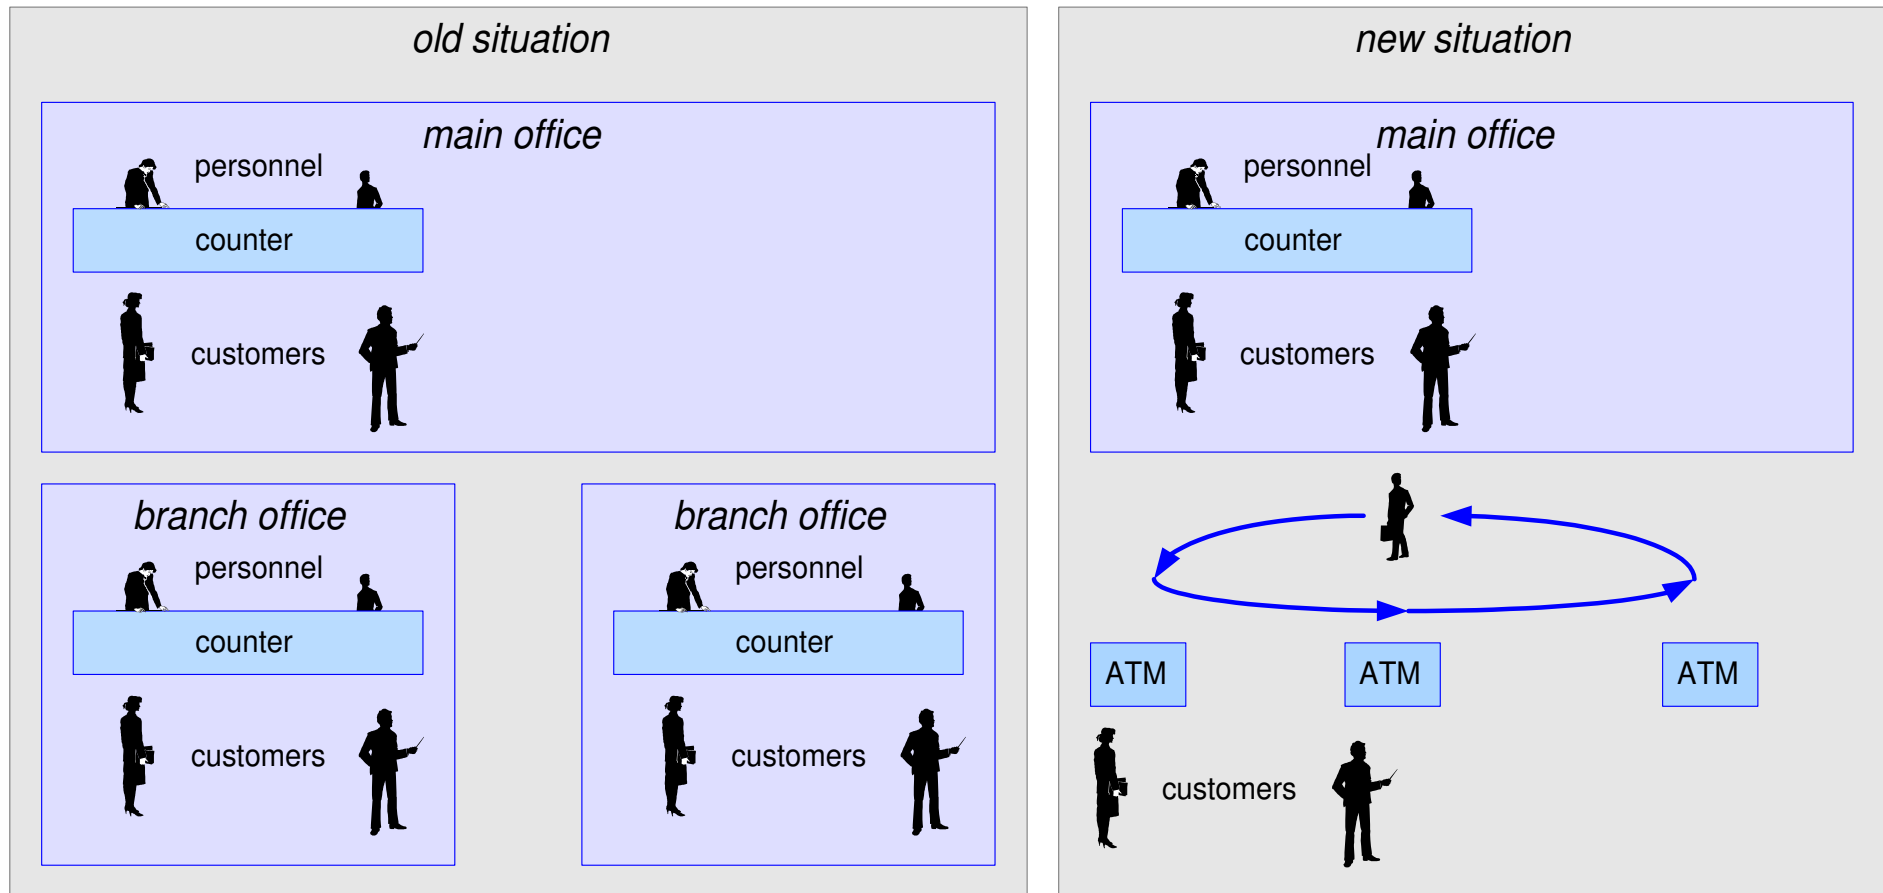 old situation
main office
personnel
counter
customers
branch office
personnel
counter
customers
branch office
personnel
counter
customers
new situation
main office
personnel
counter
customers
ATM
ATM
ATM
customers